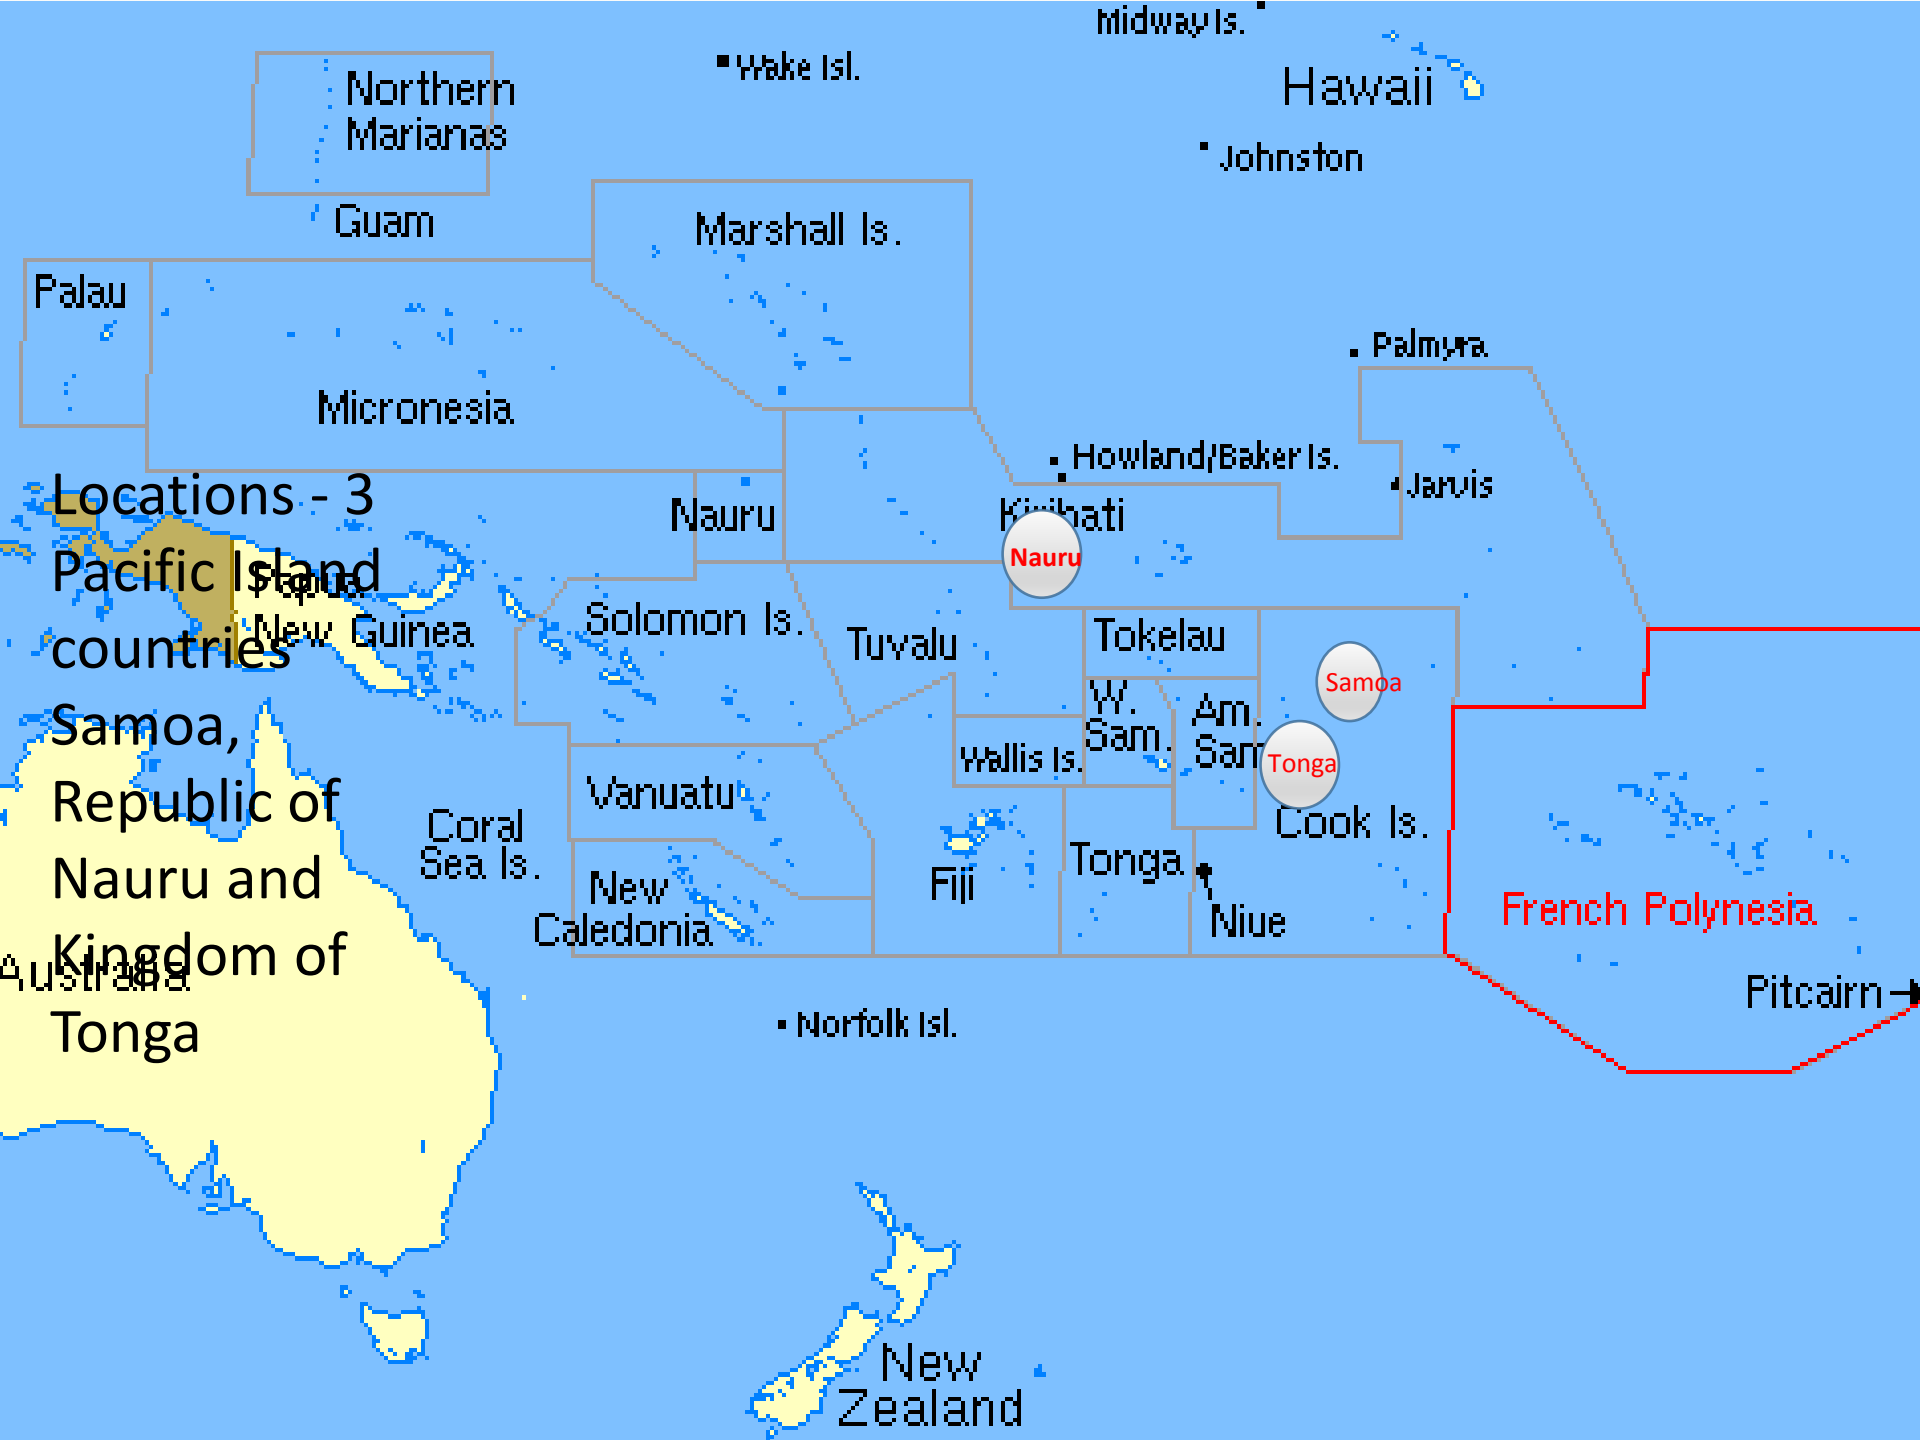 Midway Is.
Wake Isl.
Hawaii
Northern
Marianas
Johnston
Guam
Marshall Is.
Palau
Palmyra
Micronesia
Howland/Baker Is.
Jarvis
Locations - 3
Pacific Island
countries
Samoa,
Republic of
Nauru and
Kingdom of
Tonga
Nauru
Kiribati
Nauru
Papua
New Guinea
Solomon Is.
Tuvalu
Tokelau
Samoa
W.
Sam.
Am.
Sam
Wallis Is.
Tonga
Vanuatu
Coral
Sea Is.
Cook Is.
Tonga
Fiji
New
Caledonia
Niue
French Polynesia
Australia
Pitcairn
Norfolk Isl.
New
Zealand